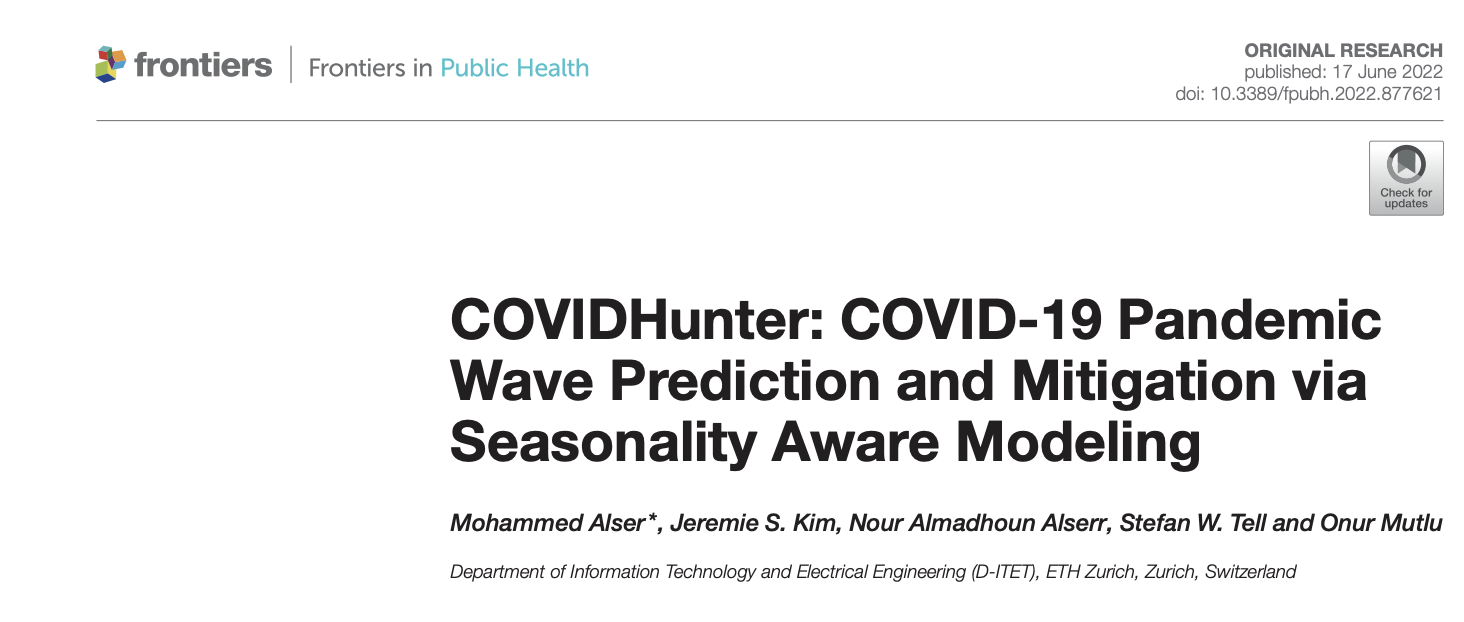 frontiers | Frontiers in Public Health
ORIGINAL RESEARCH
published: 17 June 2022
doi: 10.3389/fpubh.2022.877621
Check for
updates
COVIDHunter: COVID-19 Pandemic
Wave Prediction and Mitigation via
Seasonality Aware Modeling
Mohammed Alser*, Jeremie S. Kim, Nour Almadhoun Alserr, Stefan W. Tell and Onur Mutlu
Department of Information Technology and Electrical Engineering (D-ITET), ETH Zurich, Zurich, Switzerland